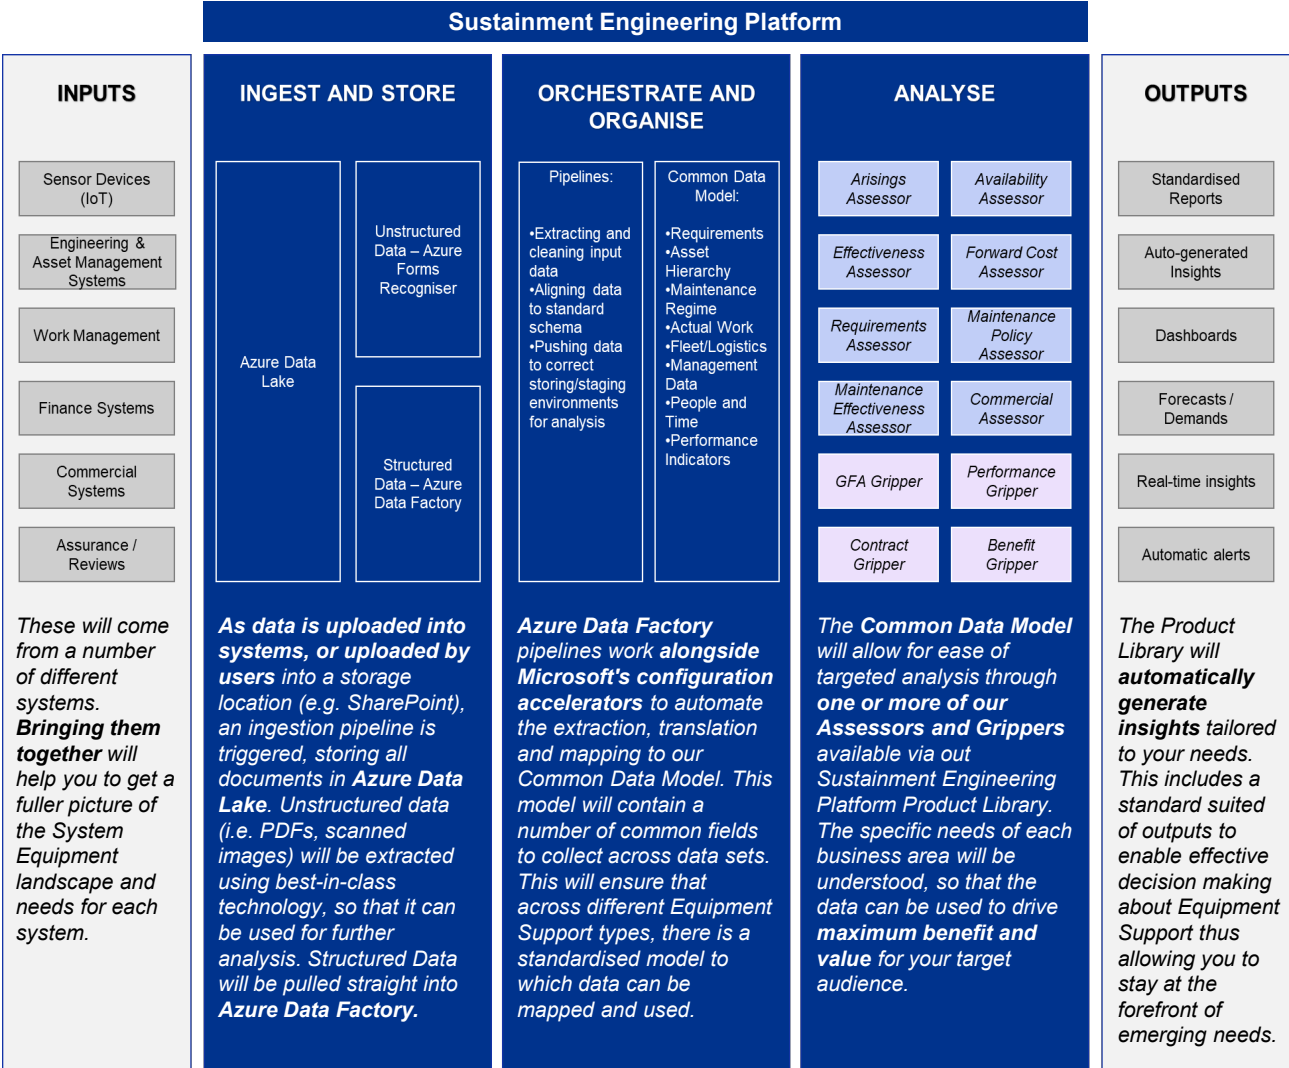 Sustainment Engineering Platform
INPUTS
Sensor Devices
(IoT)
Engineering &
Asset Management
Systems
Work Management
Finance Systems
Commercial
Systems
Assurance /
Reviews
These will come
from a number
of different
systems.
Bringing them
together will
help you to get a
fuller picture of
the System
Equipment
landscape and
needs for each
system.
INGEST AND STORE
Azure Data
Lake
Unstructured
Data – Azure
Forms
Recogniser
Structured
Data – Azure
Data Factory
As data is uploaded into
systems, or uploaded by
users into a storage
location (e.g. SharePoint),
an ingestion pipeline is
triggered, storing all
documents in Azure Data
Lake. Unstructured data
(i.e. PDFs, scanned
images) will be extracted
using best-in-class
technology, so that it can
be used for further
analysis. Structured Data
will be pulled straight into
Azure Data Factory.
ORCHESTRATE AND
ORGANISE
Pipelines:
•Extracting and
cleaning input
data
•Aligning data
to standard
schema
•Pushing data
to correct
storing/staging
environments
for analysis
Common Data
Model:
•Requirements
•Asset
Hierarchy
•Maintenance
Regime
•Actual Work
•Fleet/Logistics
•Management
Data
•People and
Time
•Performance
Indicators
Azure Data Factory
pipelines work alongside
Microsoft's configuration
accelerators to automate
the extraction, translation
and mapping to our
Common Data Model. This
model will contain a
number of common fields
to collect across data sets.
This will ensure that
across different Equipment
Support types, there is a
standardised model to
which data can be
mapped and used.
ANALYSE
Arisings
Assessor
Availability
Assessor
Effectiveness
Assessor
Forward Cost
Assessor
Requirements
Assessor
Maintenance
Policy
Assessor
Maintenance
Effectiveness
Assessor
Commercial
Assessor
GFA Gripper
Performance
Gripper
Contract
Gripper
Benefit
Gripper
The Common Data Model
will allow for ease of
targeted analysis through
one or more of our
Assessors and Grippers
available via out
Sustainment Engineering
Platform Product Library.
The specific needs of each
business area will be
understood, so that the
data can be used to drive
maximum benefit and
value for your target
audience.
OUTPUTS
Standardised
Reports
Auto-generated
Insights
Dashboards
Forecasts /
Demands
Real-time insights
Automatic alerts
The Product
Library will
automatically
generate
insights tailored
to your needs.
This includes a
standard suited
of outputs to
enable effective
decision making
about Equipment
Support thus
allowing you to
stay at the
forefront of
emerging needs.